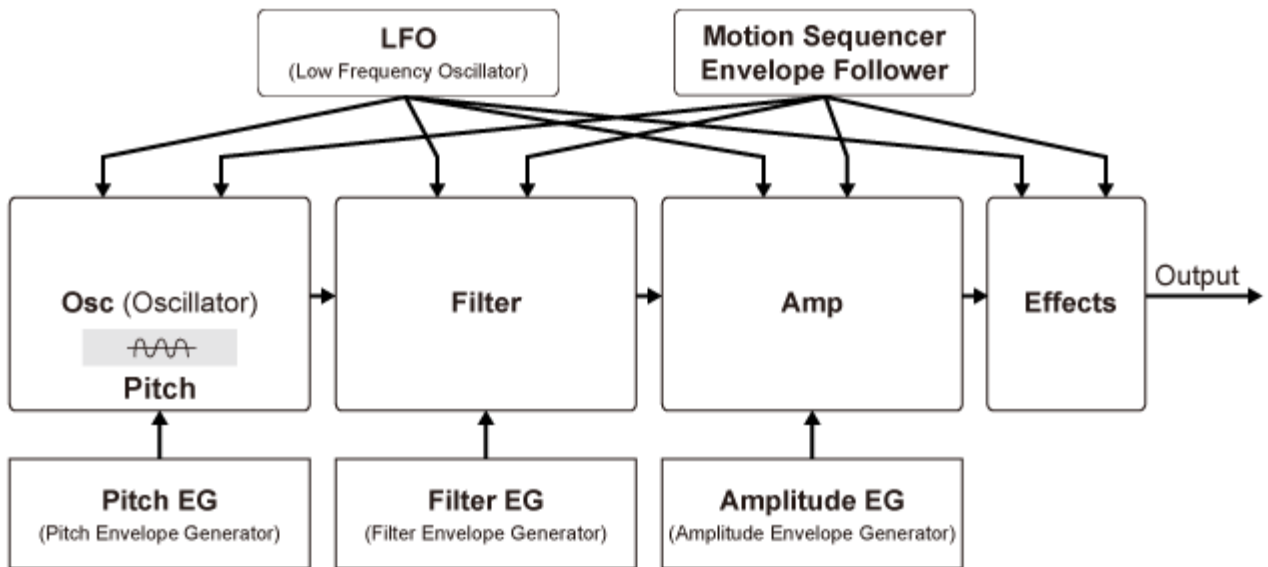 LFO
(Low Frequency Oscillator)
Motion Sequencer
Envelope Follower
Osc (Oscillator)
Pitch
Filter
Amp
Effects
Output
Pitch EG
(Pitch Envelope Generator)
Filter EG
(Filter Envelope Generator)
Amplitude EG
(Amplitude Envelope Generator)